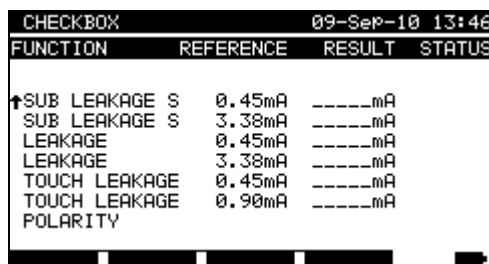 CHECKBOX 09-Sep-10 13:46
FUNCTION REFERENCE RESULT STATUS
↑SUB LEAKAGE S 0.45mA _____mA
SUB LEAKAGE S 3.38mA _____mA
LEAKAGE 0.45mA _____mA
LEAKAGE 3.38mA _____mA
TOUCH LEAKAGE 0.45mA _____mA
TOUCH LEAKAGE 0.90mA _____mA
POLARITY